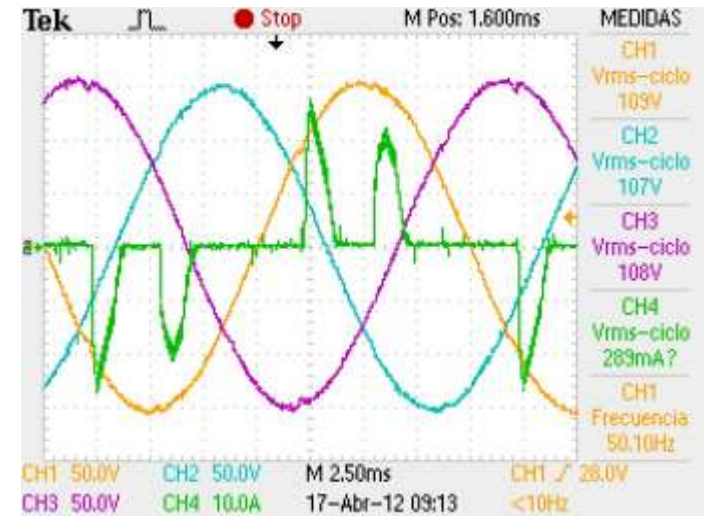 Tek Stop M Pos: 1.600ms MEDIDAS
CH1
Vrms-ciclo
109V
CH2
Vrms-ciclo
107V
CH3
Vrms-ciclo
108V
CH4
Vrms-ciclo
289mA?
CH1
Frecuencia
50.10Hz
CH1 50.0V CH2 50.0V M 2.50ms CH1 / 28.0V
CH3 50.0V CH4 10.0A 17-Abr-12 09:13 <10Hz